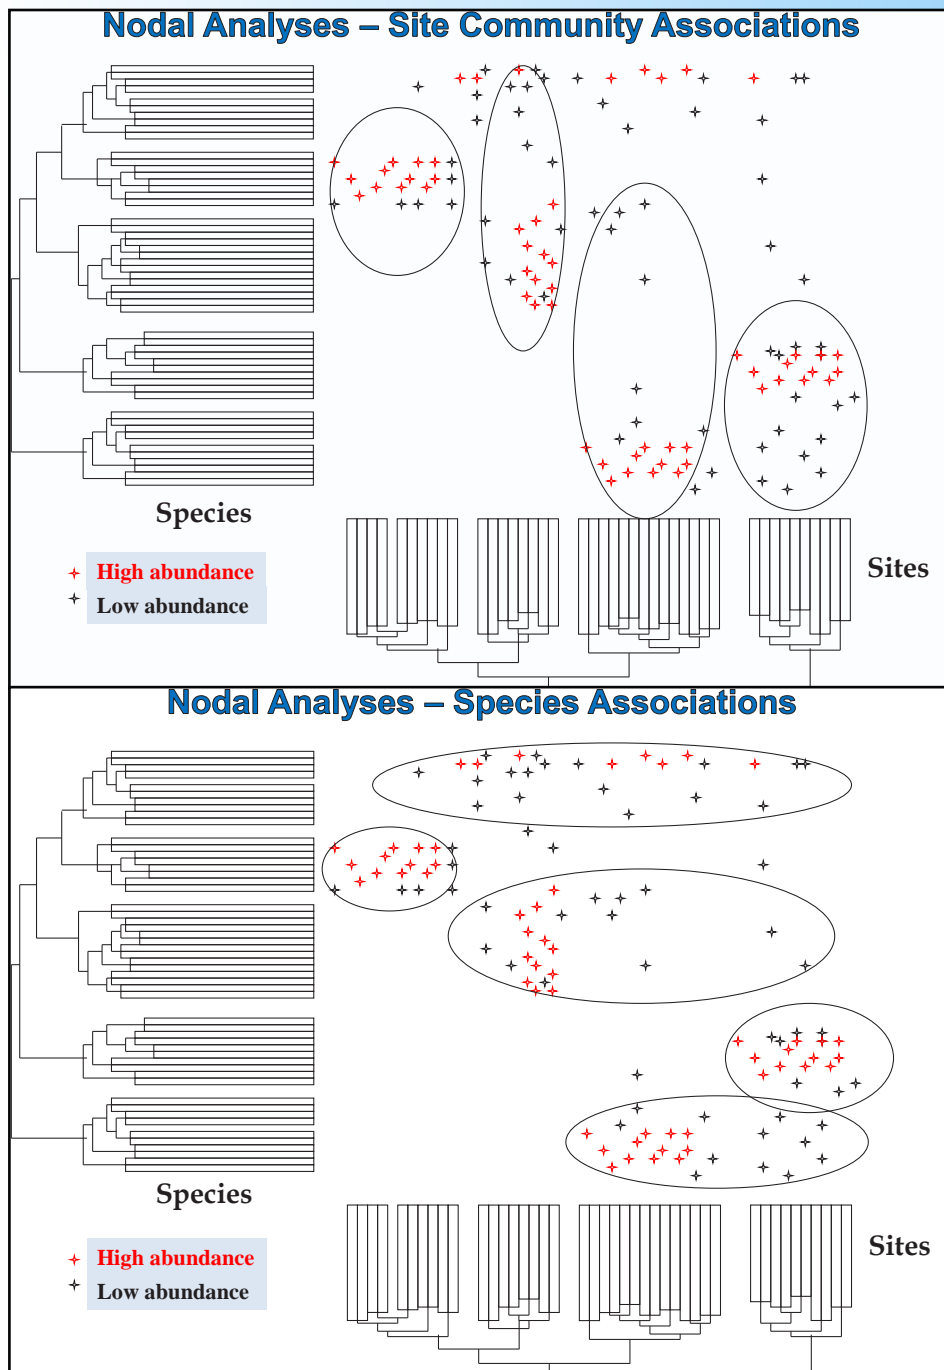 Nodal Analyses – Site Community Associations
Species
Sites
High abundance
Low abundance
Nodal Analyses – Species Associations
Species
Sites
High abundance
Low abundance